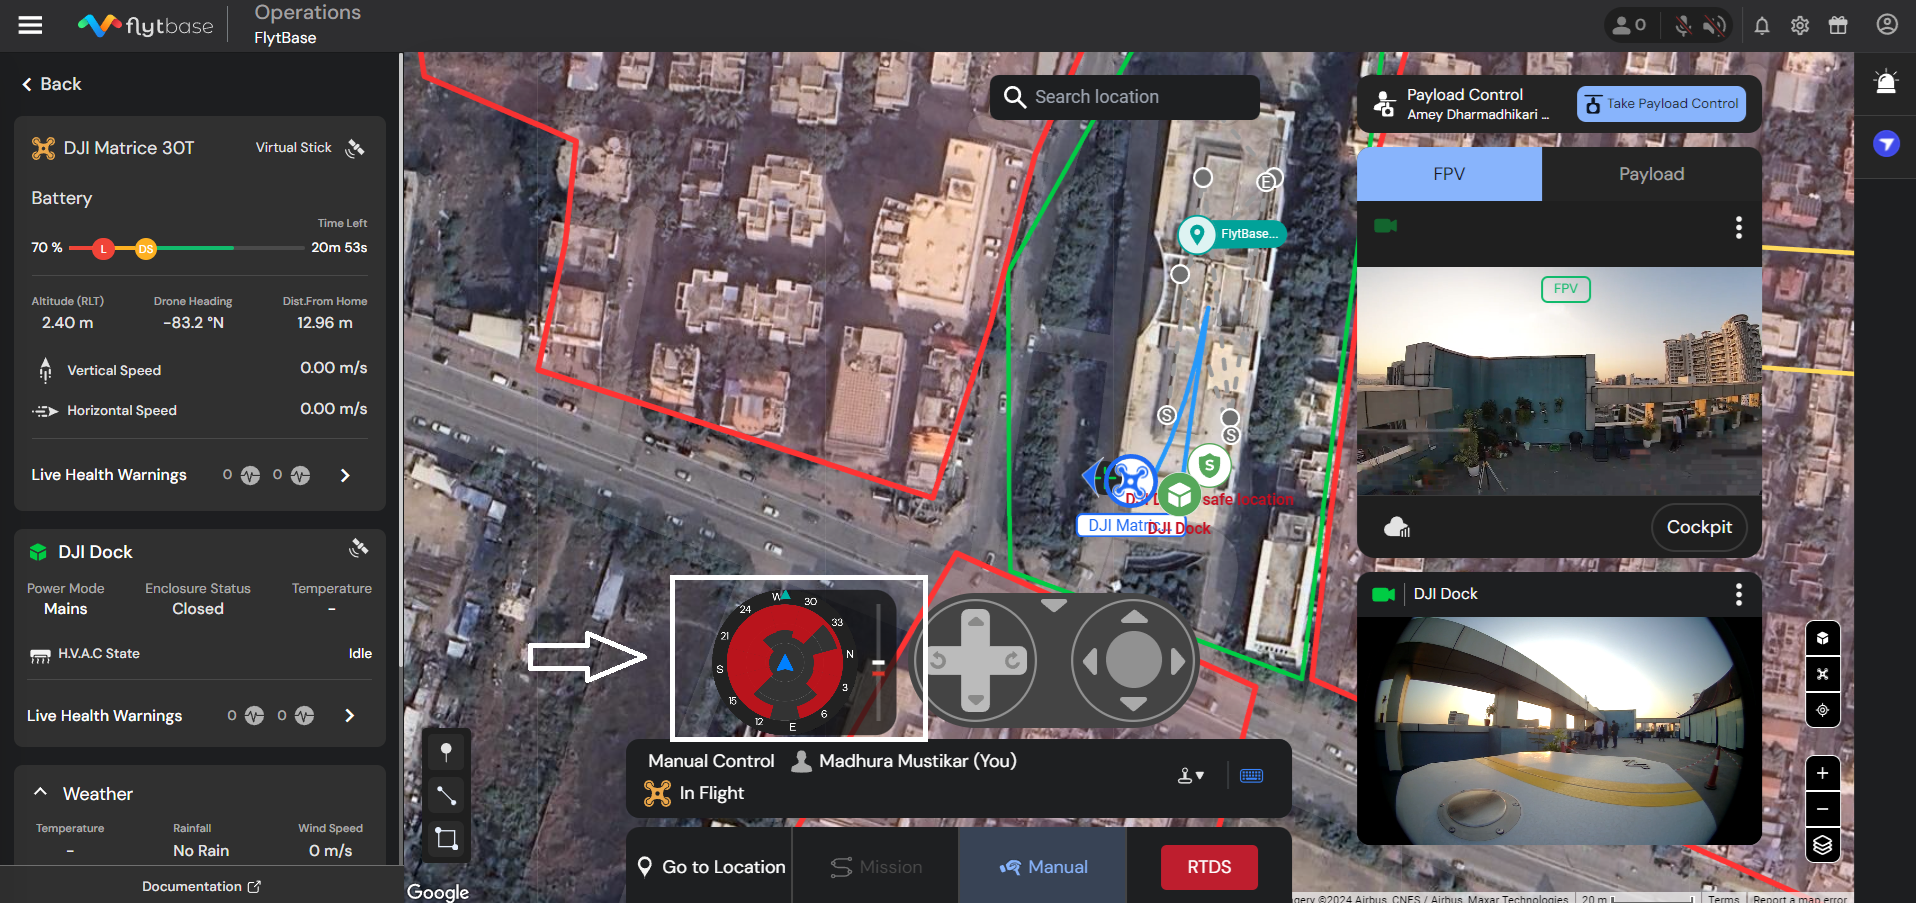 flytbase
Operations
FlytBase
0
Back
DJI Matrice 30T
Virtual Stick
Battery
Time Left
70 %
L
DS
20m 53s
Altitude (RLT)
Drone Heading
Dist.From Home
2.40 m
-83.2 °N
12.96 m
Vertical Speed
0.00 m/s
Horizontal Speed
0.00 m/s
Live Health Warnings
0
0
DJI Dock
Power Mode
Enclosure Status
Temperature
Mains
Closed
-
H.V.A.C State
Idle
Live Health Warnings
0
0
Weather
Temperature
Rainfall
Wind Speed
-
No Rain
0 m/s
Documentation
Search location
E
FlytBase...
S
S
S
safe location
DJI Matric...
DJI Dock
W
30
33
N
3
6
E
12
15
S
21
24
Manual Control
Madhura Mustikar (You)
In Flight
Go to Location
Mission
Manual
RTDS
Google
Payload Control
Amey Dharmadhikari ...
Take Payload Control
FPV
Payload
FPV
Cockpit
DJI Dock
©2024 Airbus, CNES / Airbus, Maxar Technologies
20 m
Terms
Report a map error